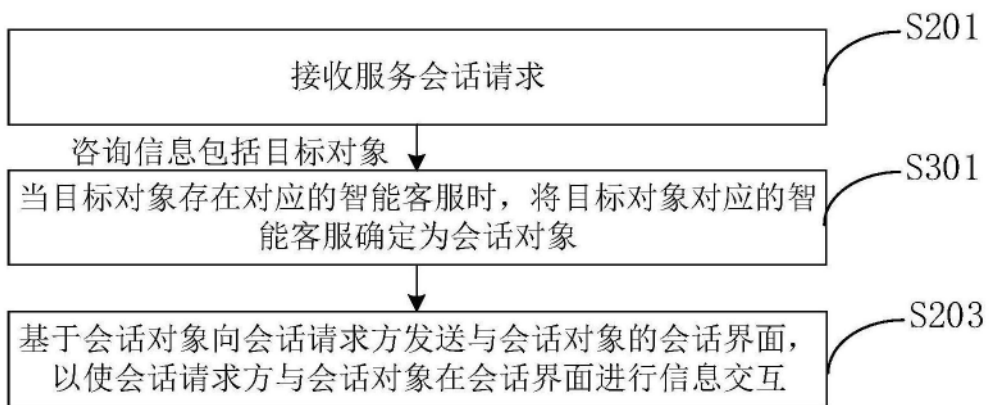 S201
接收服务会话请求
咨询信息包括目标对象
S301
当目标对象存在对应的智能客服时，将目标对象对应的智
能客服确定为会话对象
S203
基于会话对象向会话请求方发送与会话对象的会话界面，
以使会话请求方与会话对象在会话界面进行信息交互